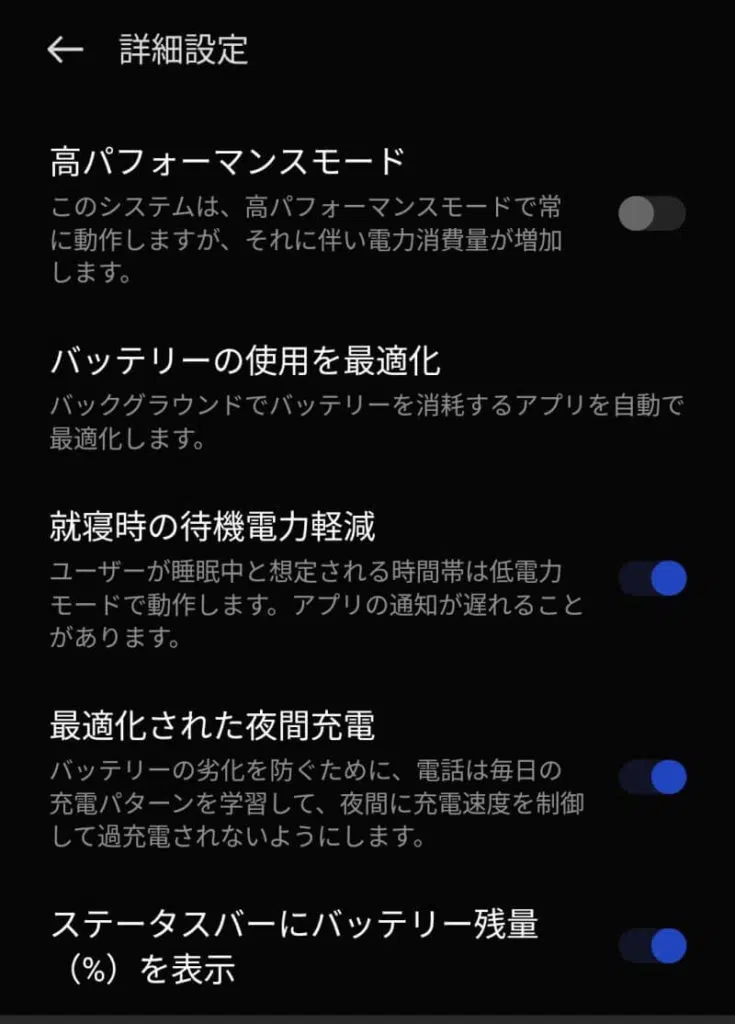 詳細設定
高パフォーマンスモード
このシステムは、高パフォーマンスモードで常
に動作しますが、それに伴い電力消費量が増加
します。
バッテリーの使用を最適化
バックグラウンドでバッテリーを消耗するアプリを自動で
最適化します。
就寝時の待機電力軽減
ユーザーが睡眠中と想定される時間帯は低電力
モードで動作します。アプリの通知が遅れること
があります。
最適化された夜間充電
バッテリーの劣化を防ぐために、電話は毎日の
充電パターンを学習して、夜間に充電速度を制御
して過充電されないようにします。
ステータスバーにバッテリー残量
（%）を表示